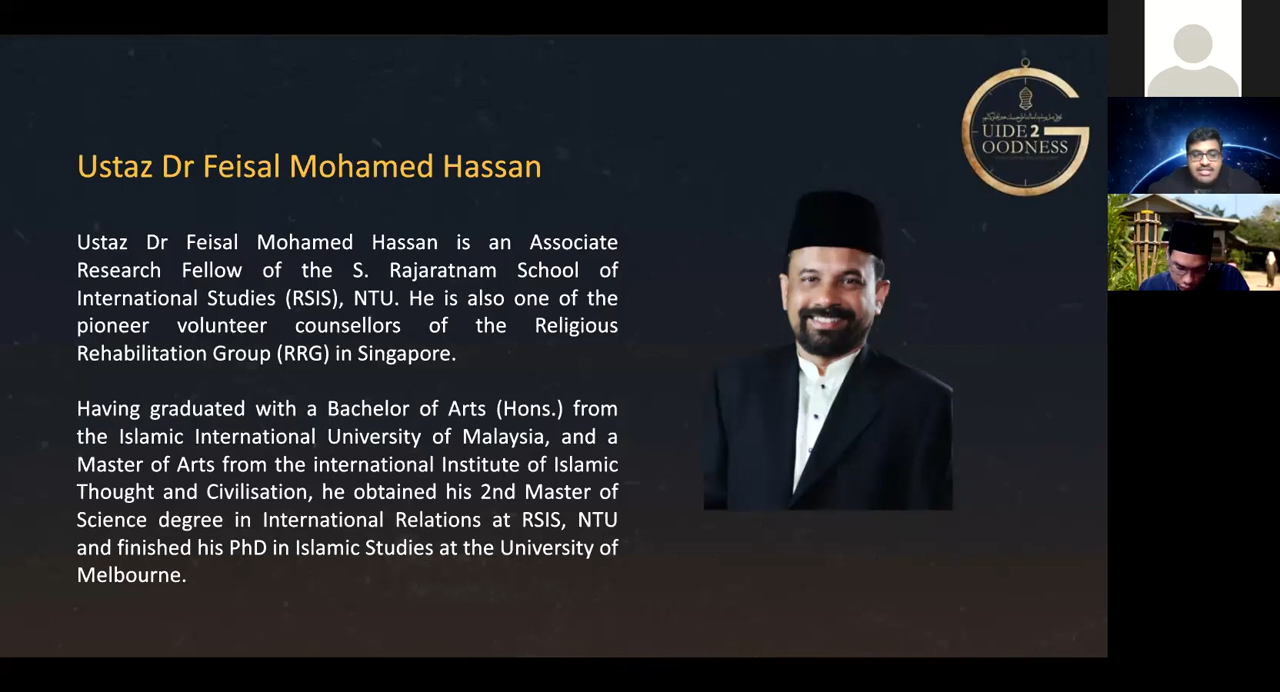 Ustaz Dr Feisal Mohamed Hassan
Ustaz Dr Feisal Mohamed Hassan is an Associate
Research Fellow of the S. Rajaratnam School of
International Studies (RSIS), NTU. He is also one of the
pioneer volunteer counsellors of the Religious
Rehabilitation Group (RRG) in Singapore.
Having graduated with a Bachelor of Arts (Hons.) from
the Islamic International University of Malaysia, and a
Master of Arts from the international Institute of Islamic
Thought and Civilisation, he obtained his 2nd Master of
Science degree in International Relations at RSIS, NTU
and finished his PhD in Islamic Studies at the University of
Melbourne.
GUIDE 2
GOODNESS